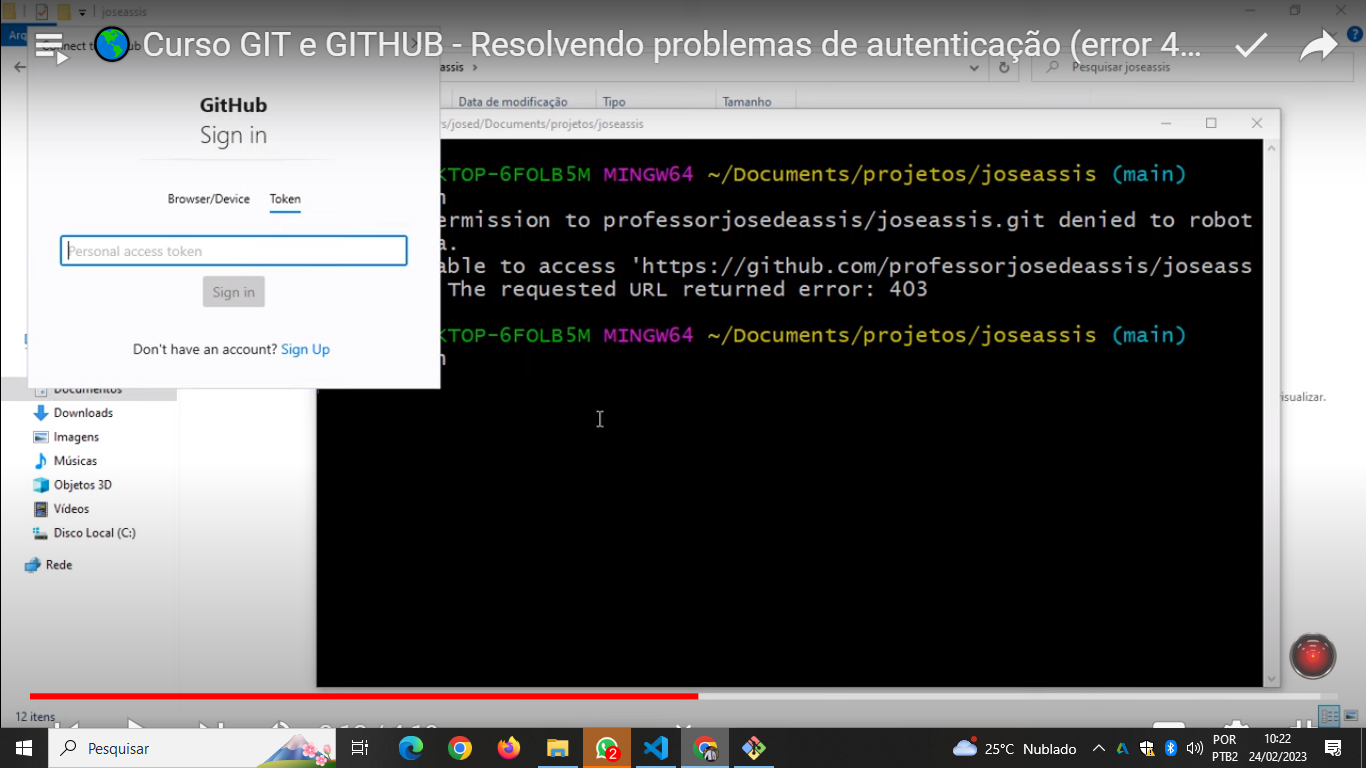 joseassis
Arq
Connect to
Curso GIT e GITHUB - Resolvendo problemas de autenticação (error 4...
assis
Pesquisar joseassis
Data de modificação Tipo Tamanho
GitHub
Sign in
Browser/Device Token
Personal access token
Sign in
Don't have an account? Sign Up
s/josed/Documents/projetos/joseassis
KTOP-6FOLB5M MINGW64 ~/Documents/projetos/joseassis (main)
n
ermission to professorjosedeassis/joseassis.git denied to robot
a.
able to access 'https://github.com/professorjosedeassis/joseass
The requested URL returned error: 403
KTOP-6FOLB5M MINGW64 ~/Documents/projetos/joseassis (main)
n
isualizar.
Documentos
Downloads
Imagens
Músicas
Objetos 3D
Vídeos
Disco Local (C:)
Rede
12 itens
Pesquisar
2
25°C Nublado
POR
PTB2
10:22
24/02/2023